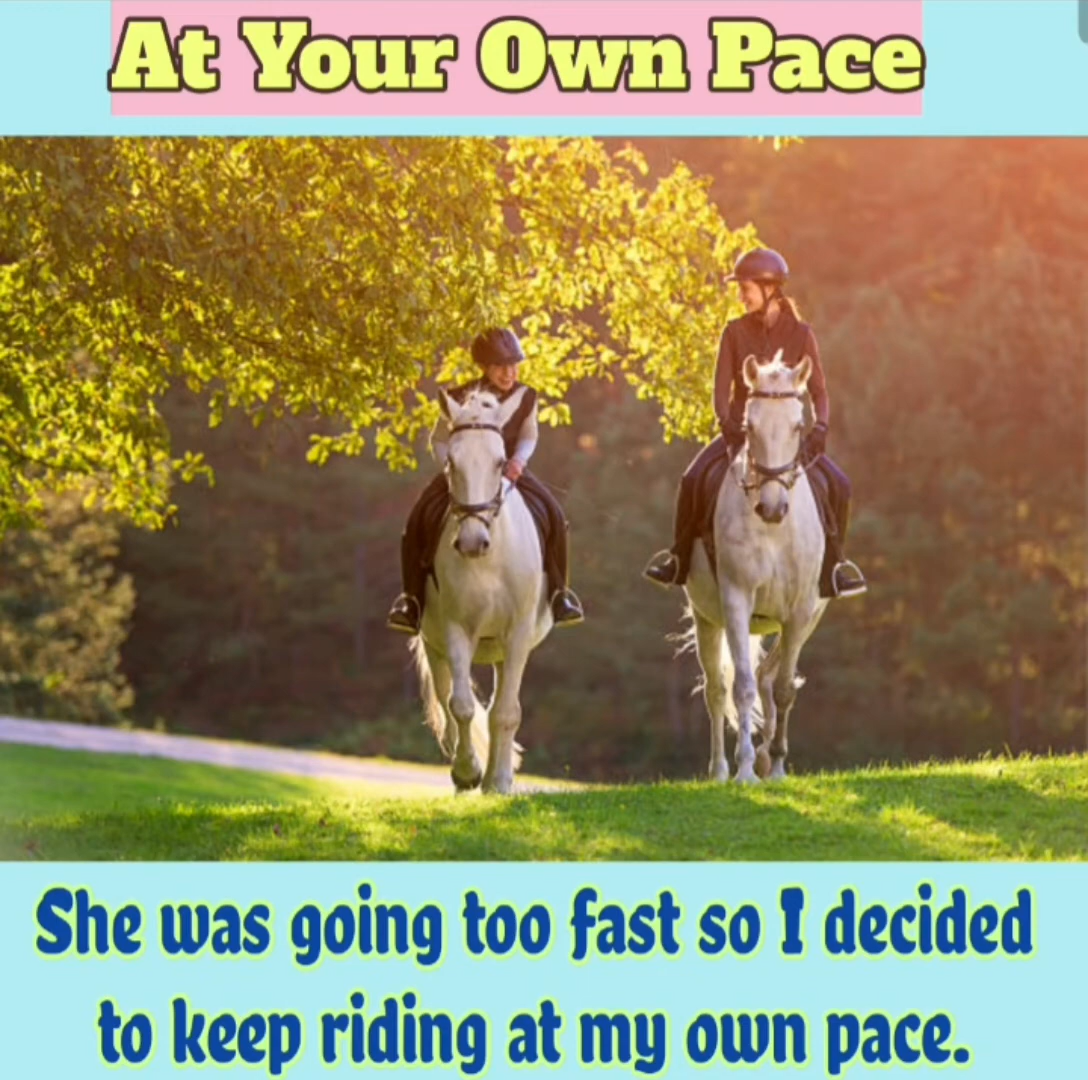 At Your Own Pace
She was going too fast so I decided
to keep riding at my own pace.